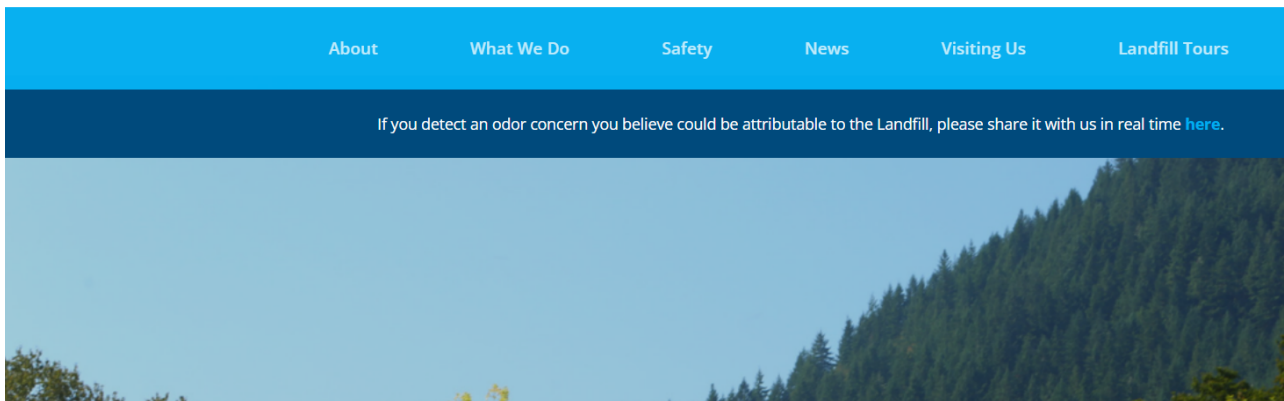 About What We Do Safety News Visiting Us Landfill Tours
If you detect an odor concern you believe could be attributable to the Landfill, please share it with us in real time here.